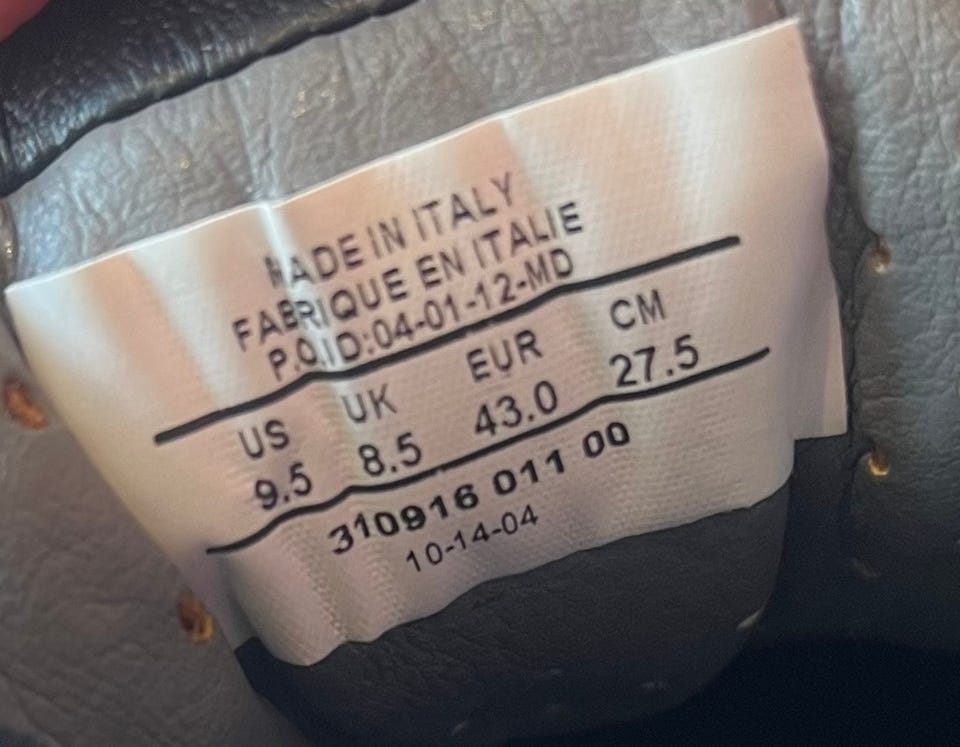 MADE IN ITALY
FABRIQUE EN ITALIE
P.O.ID:04-01-12-MD
US UK EUR CM
9.5 8.5 43.0 27.5
310916 011 00
10-14-04